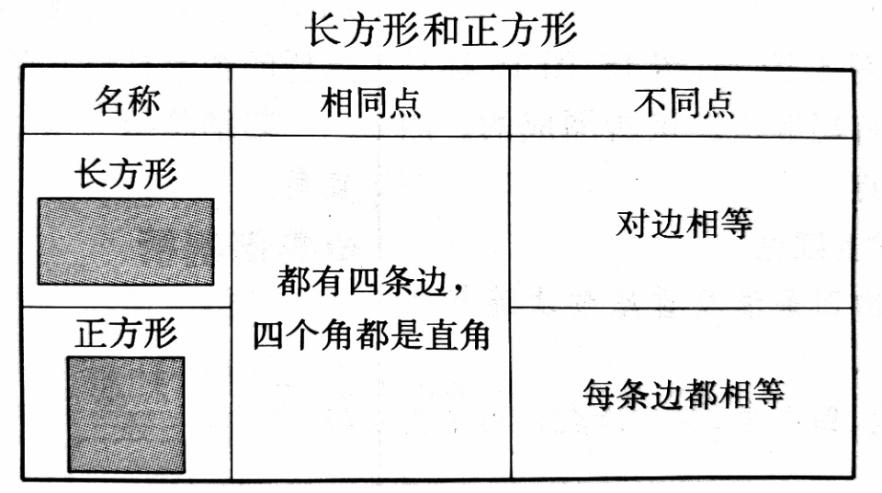 长方形和正方形
名称
相同点
不同点
长方形
对边相等
都有四条边，
四个角都是直角
正方形
每条边都相等